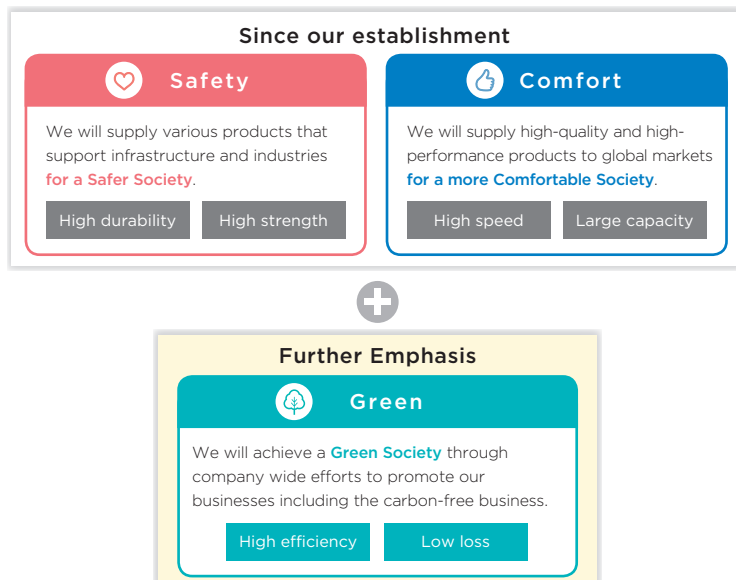 Since our establishment
Safety
We will supply various products that
support infrastructure and industries
for a Safer Society.
High durability
High strength
Comfort
We will supply high-quality and high-
performance products to global markets
for a more Comfortable Society.
High speed
Large capacity
Further Emphasis
Green
We will achieve a Green Society through
company wide efforts to promote our
businesses including the carbon-free business.
High efficiency
Low loss